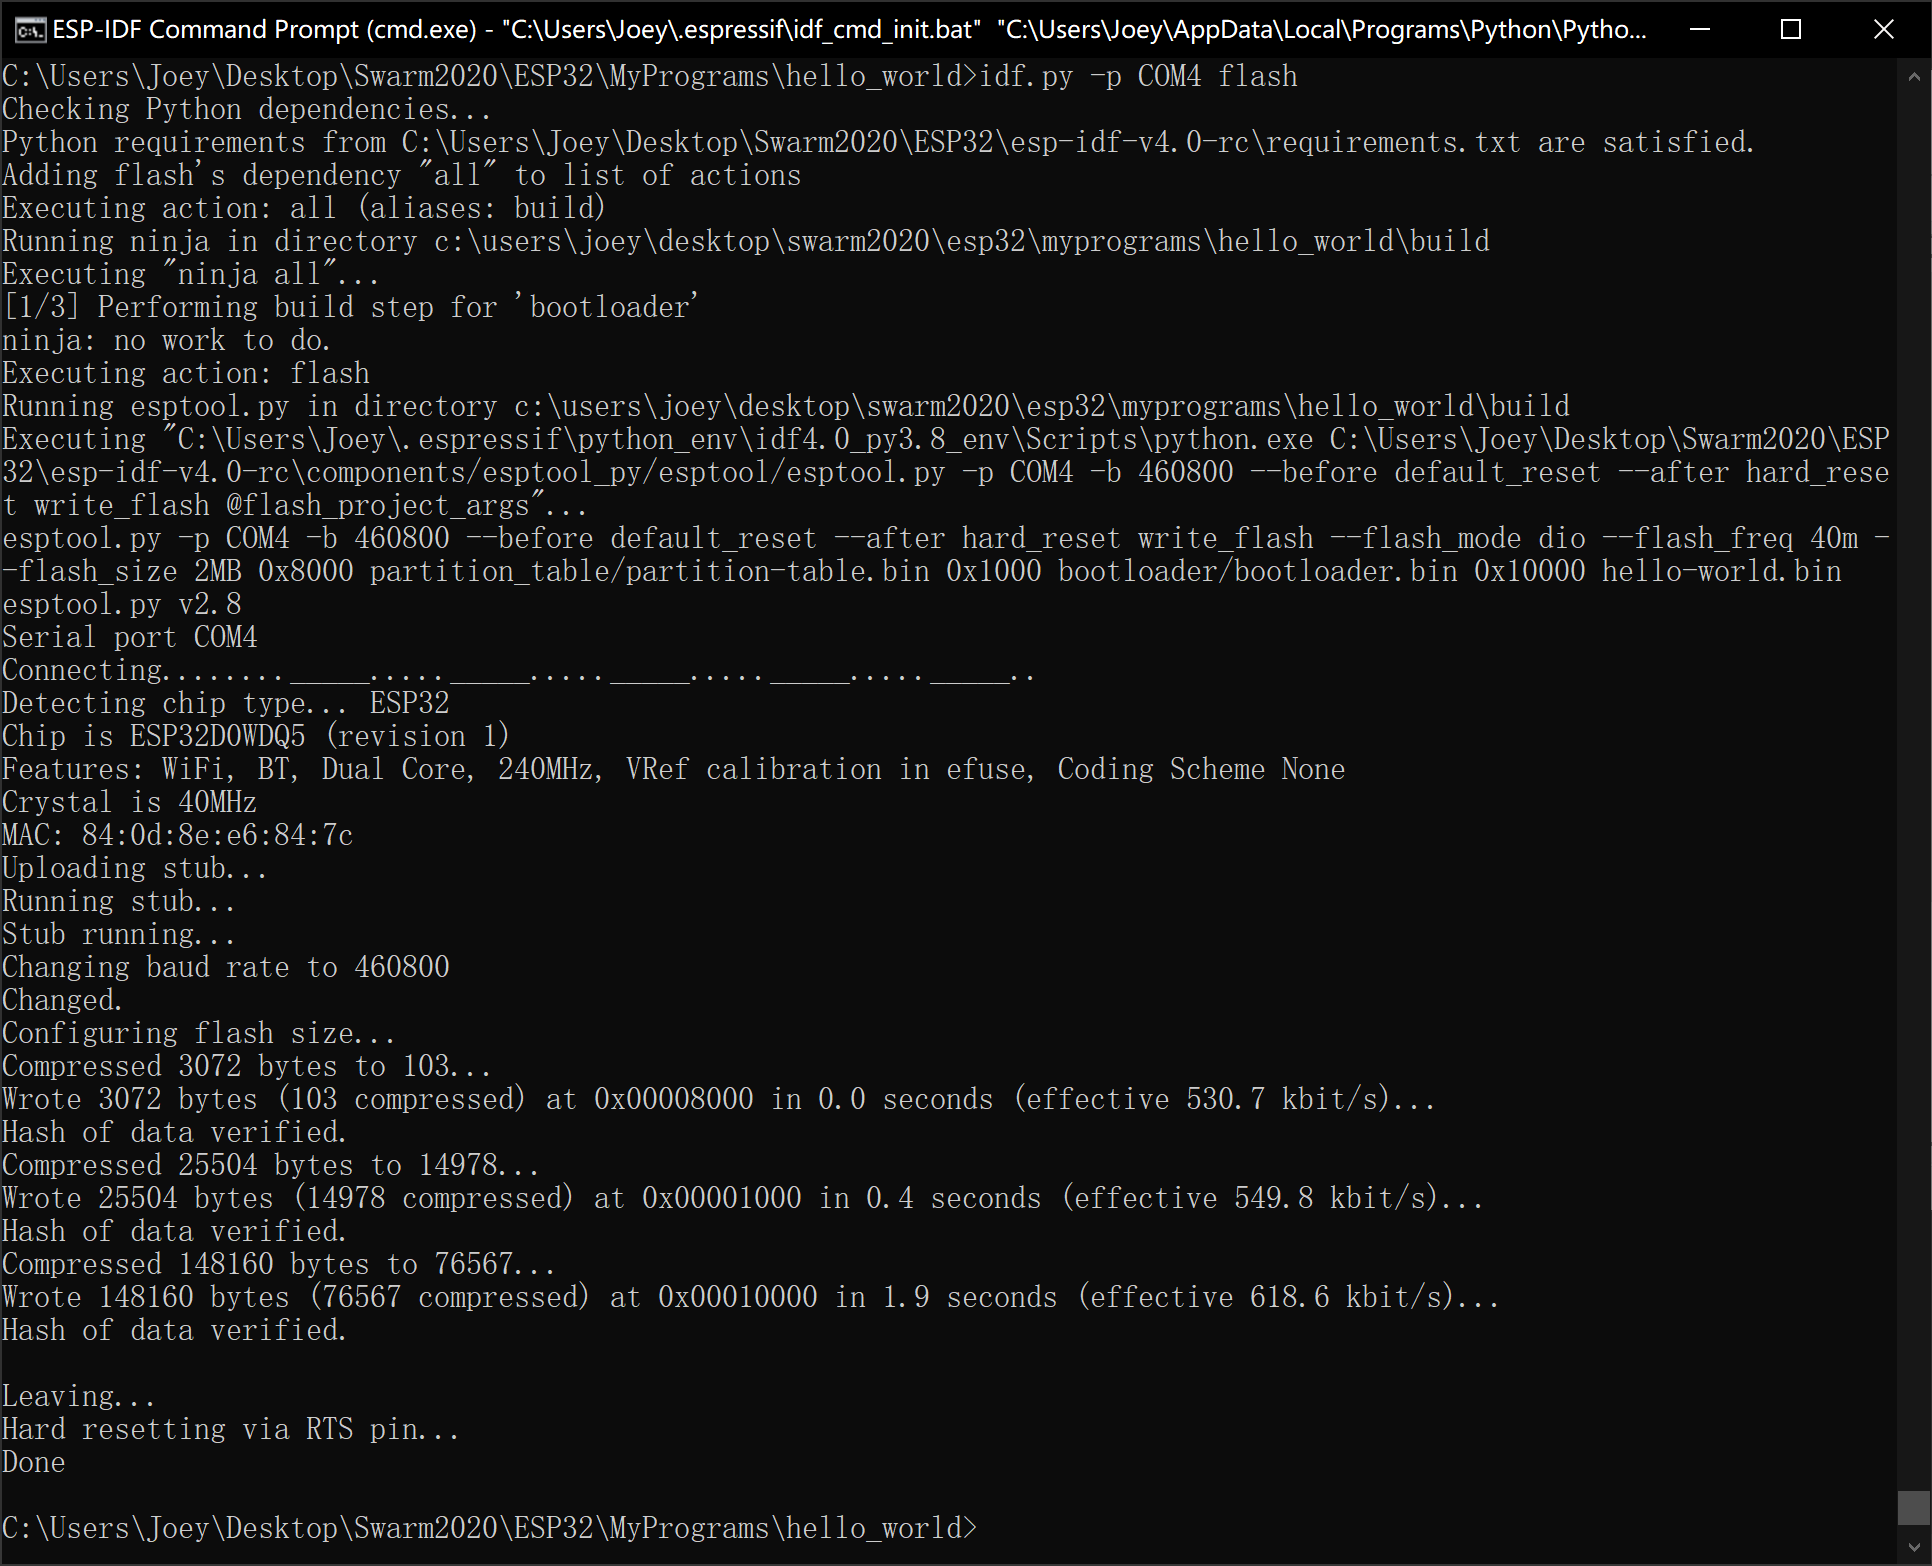 ESP-IDF Command Prompt (cmd.exe) - "C:\Users\Joey\.espressif\idf_cmd_init.bat"  "C:\Users\Joey\AppData\Local\Programs\Python\Pytho...
C:\Users\Joey\Desktop\Swarm2020\ESP32\MyPrograms\hello_world>idf.py -p COM4 flash
Checking Python dependencies...
Python requirements from C:\Users\Joey\Desktop\Swarm2020\ESP32\esp-idf-v4.0-rc\requirements.txt are satisfied.
Adding flash's dependency "all" to list of actions
Executing action: all (aliases: build)
Running ninja in directory c:\users\joey\desktop\swarm2020\esp32\myprograms\hello_world\build
Executing "ninja all"...
[1/3] Performing build step for 'bootloader'
ninja: no work to do.
Executing action: flash
Running esptool.py in directory c:\users\joey\desktop\swarm2020\esp32\myprograms\hello_world\build
Executing "C:\Users\Joey\.espressif\python_env\idf4.0_py3.8_env\Scripts\python.exe C:\Users\Joey\Desktop\Swarm2020\ESP
32\esp-idf-v4.0-rc\components/esptool_py/esptool/esptool.py -p COM4 -b 460800 --before default_reset --after hard_rese
t write_flash @flash_project_args"...
esptool.py -p COM4 -b 460800 --before default_reset --after hard_reset write_flash --flash_mode dio --flash_freq 40m -
-flash_size 2MB 0x8000 partition_table/partition-table.bin 0x1000 bootloader/bootloader.bin 0x10000 hello-world.bin
esptool.py v2.8
Serial port COM4
Connecting........_____....._____....._____....._____....._____..
Detecting chip type... ESP32
Chip is ESP32D0WDQ5 (revision 1)
Features: WiFi, BT, Dual Core, 240MHz, VRef calibration in efuse, Coding Scheme None
Crystal is 40MHz
MAC: 84:0d:8e:e6:84:7c
Uploading stub...
Running stub...
Stub running...
Changing baud rate to 460800
Changed.
Configuring flash size...
Compressed 3072 bytes to 103...
Wrote 3072 bytes (103 compressed) at 0x00008000 in 0.0 seconds (effective 530.7 kbit/s)...
Hash of data verified.
Compressed 25504 bytes to 14978...
Wrote 25504 bytes (14978 compressed) at 0x00001000 in 0.4 seconds (effective 549.8 kbit/s)...
Hash of data verified.
Compressed 148160 bytes to 76567...
Wrote 148160 bytes (76567 compressed) at 0x00010000 in 1.9 seconds (effective 618.6 kbit/s)...
Hash of data verified.
Leaving...
Hard resetting via RTS pin...
Done
C:\Users\Joey\Desktop\Swarm2020\ESP32\MyPrograms\hello_world>